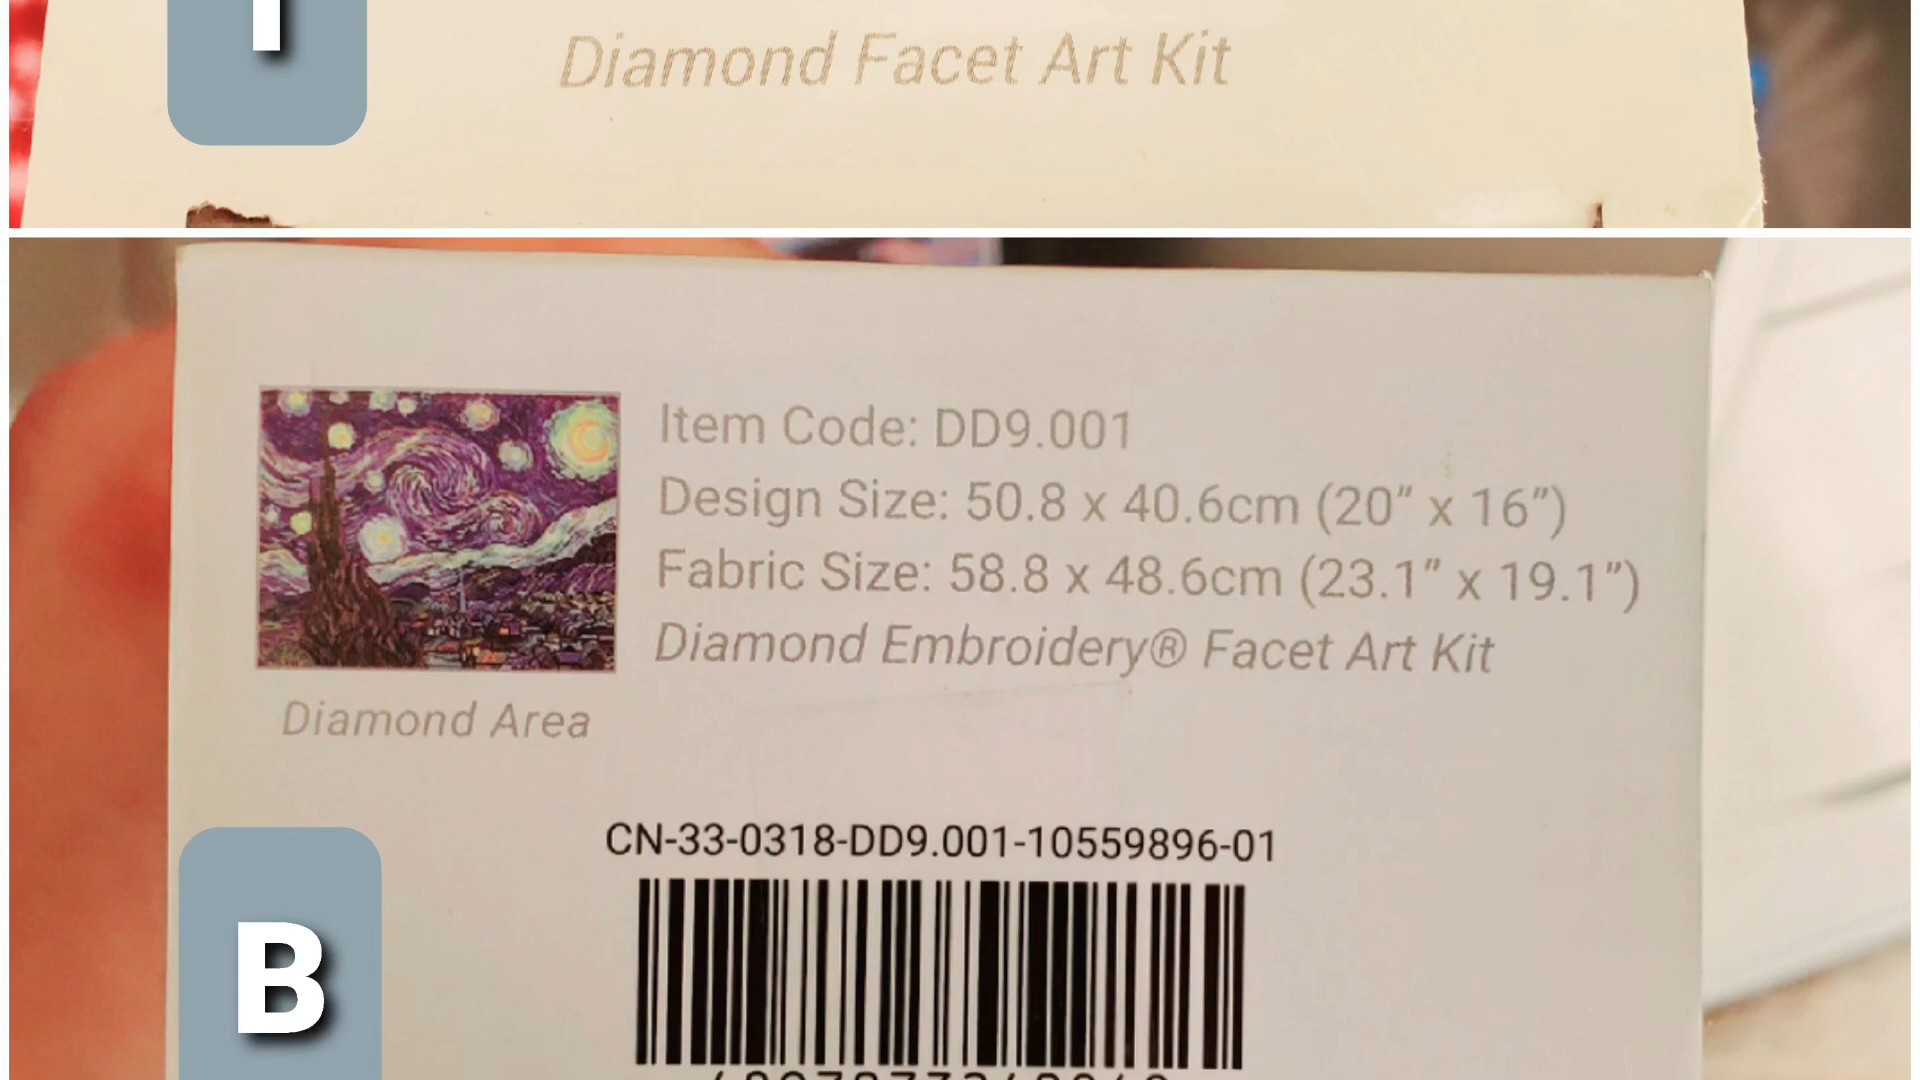 Diamond Facet Art Kit
Item Code: DD9.001
Design Size: 50.8 x 40.6cm (20” x 16”)
Fabric Size: 58.8 x 48.6cm (23.1” x 19.1”)
Diamond Embroidery® Facet Art Kit
Diamond Area
CN-33-0318-DD9.001-10559896-01
B